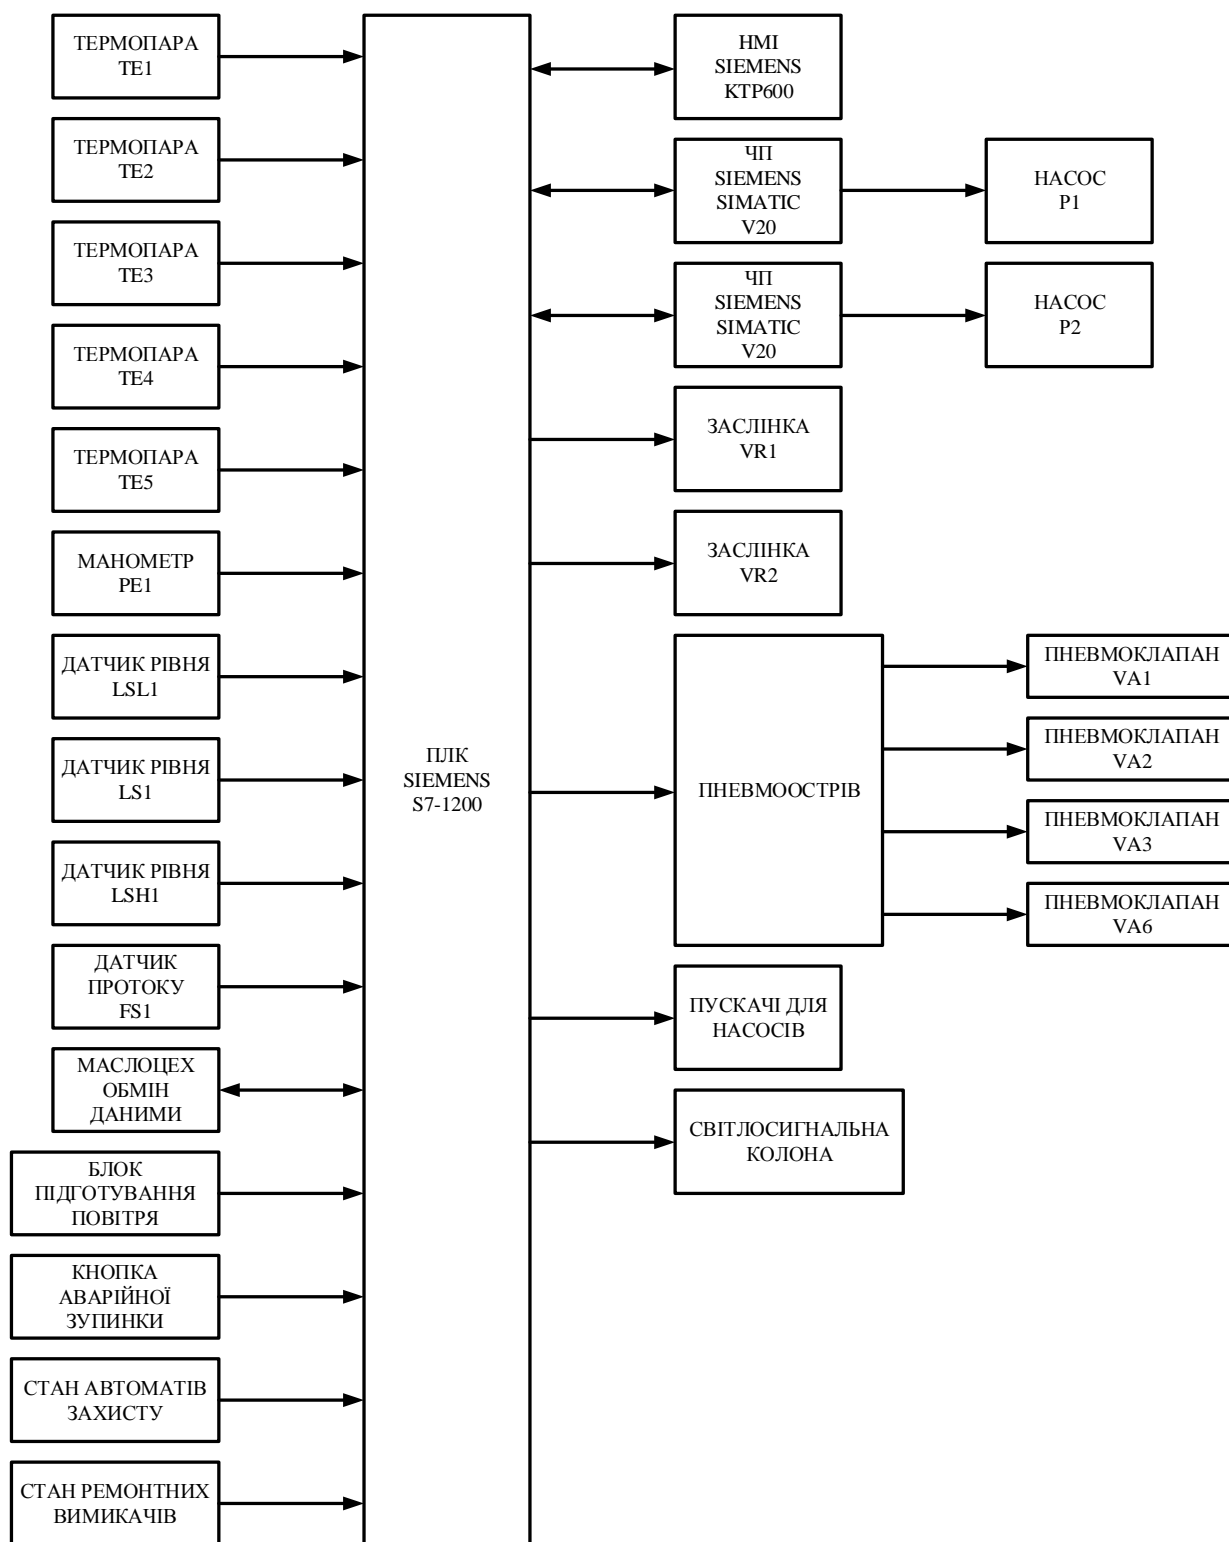 ТЕРМОПАРА
TE1
ТЕРМОПАРА
TE2
ТЕРМОПАРА
TE3
ТЕРМОПАРА
TE4
ТЕРМОПАРА
TE5
МАНОМЕТР
PE1
ДАТЧИК РІВНЯ
LSL1
ДАТЧИК РІВНЯ
LS1
ДАТЧИК РІВНЯ
LSH1
ДАТЧИК
ПРОТОКУ
FS1
МАСЛОЦЕХ
ОБМІН
ДАНИМИ
БЛОК
ПІДГОТУВАННЯ
ПОВІТРЯ
КНОПКА
АВАРІЙНОЇ
ЗУПИНКИ
СТАН АВТОМАТІВ
ЗАХИСТУ
СТАН РЕМОНТНИХ
ВИМИКАЧІВ
ПЛК
SIEMENS
S7-1200
НМІ
SIEMENS
KTP600
ЧП
SIEMENS
SIMATIC
V20
НАСОС
P1
ЧП
SIEMENS
SIMATIC
V20
НАСОС
P2
ЗАСЛІНКА
VR1
ЗАСЛІНКА
VR2
ПНЕВМООСТРІВ
ПНЕВМОКЛАПАН
VA1
ПНЕВМОКЛАПАН
VA2
ПНЕВМОКЛАПАН
VA3
ПНЕВМОКЛАПАН
VA6
ПУСКАЧІ ДЛЯ
НАСОСІВ
СВІТЛОСИГНАЛЬНА
КОЛОНА